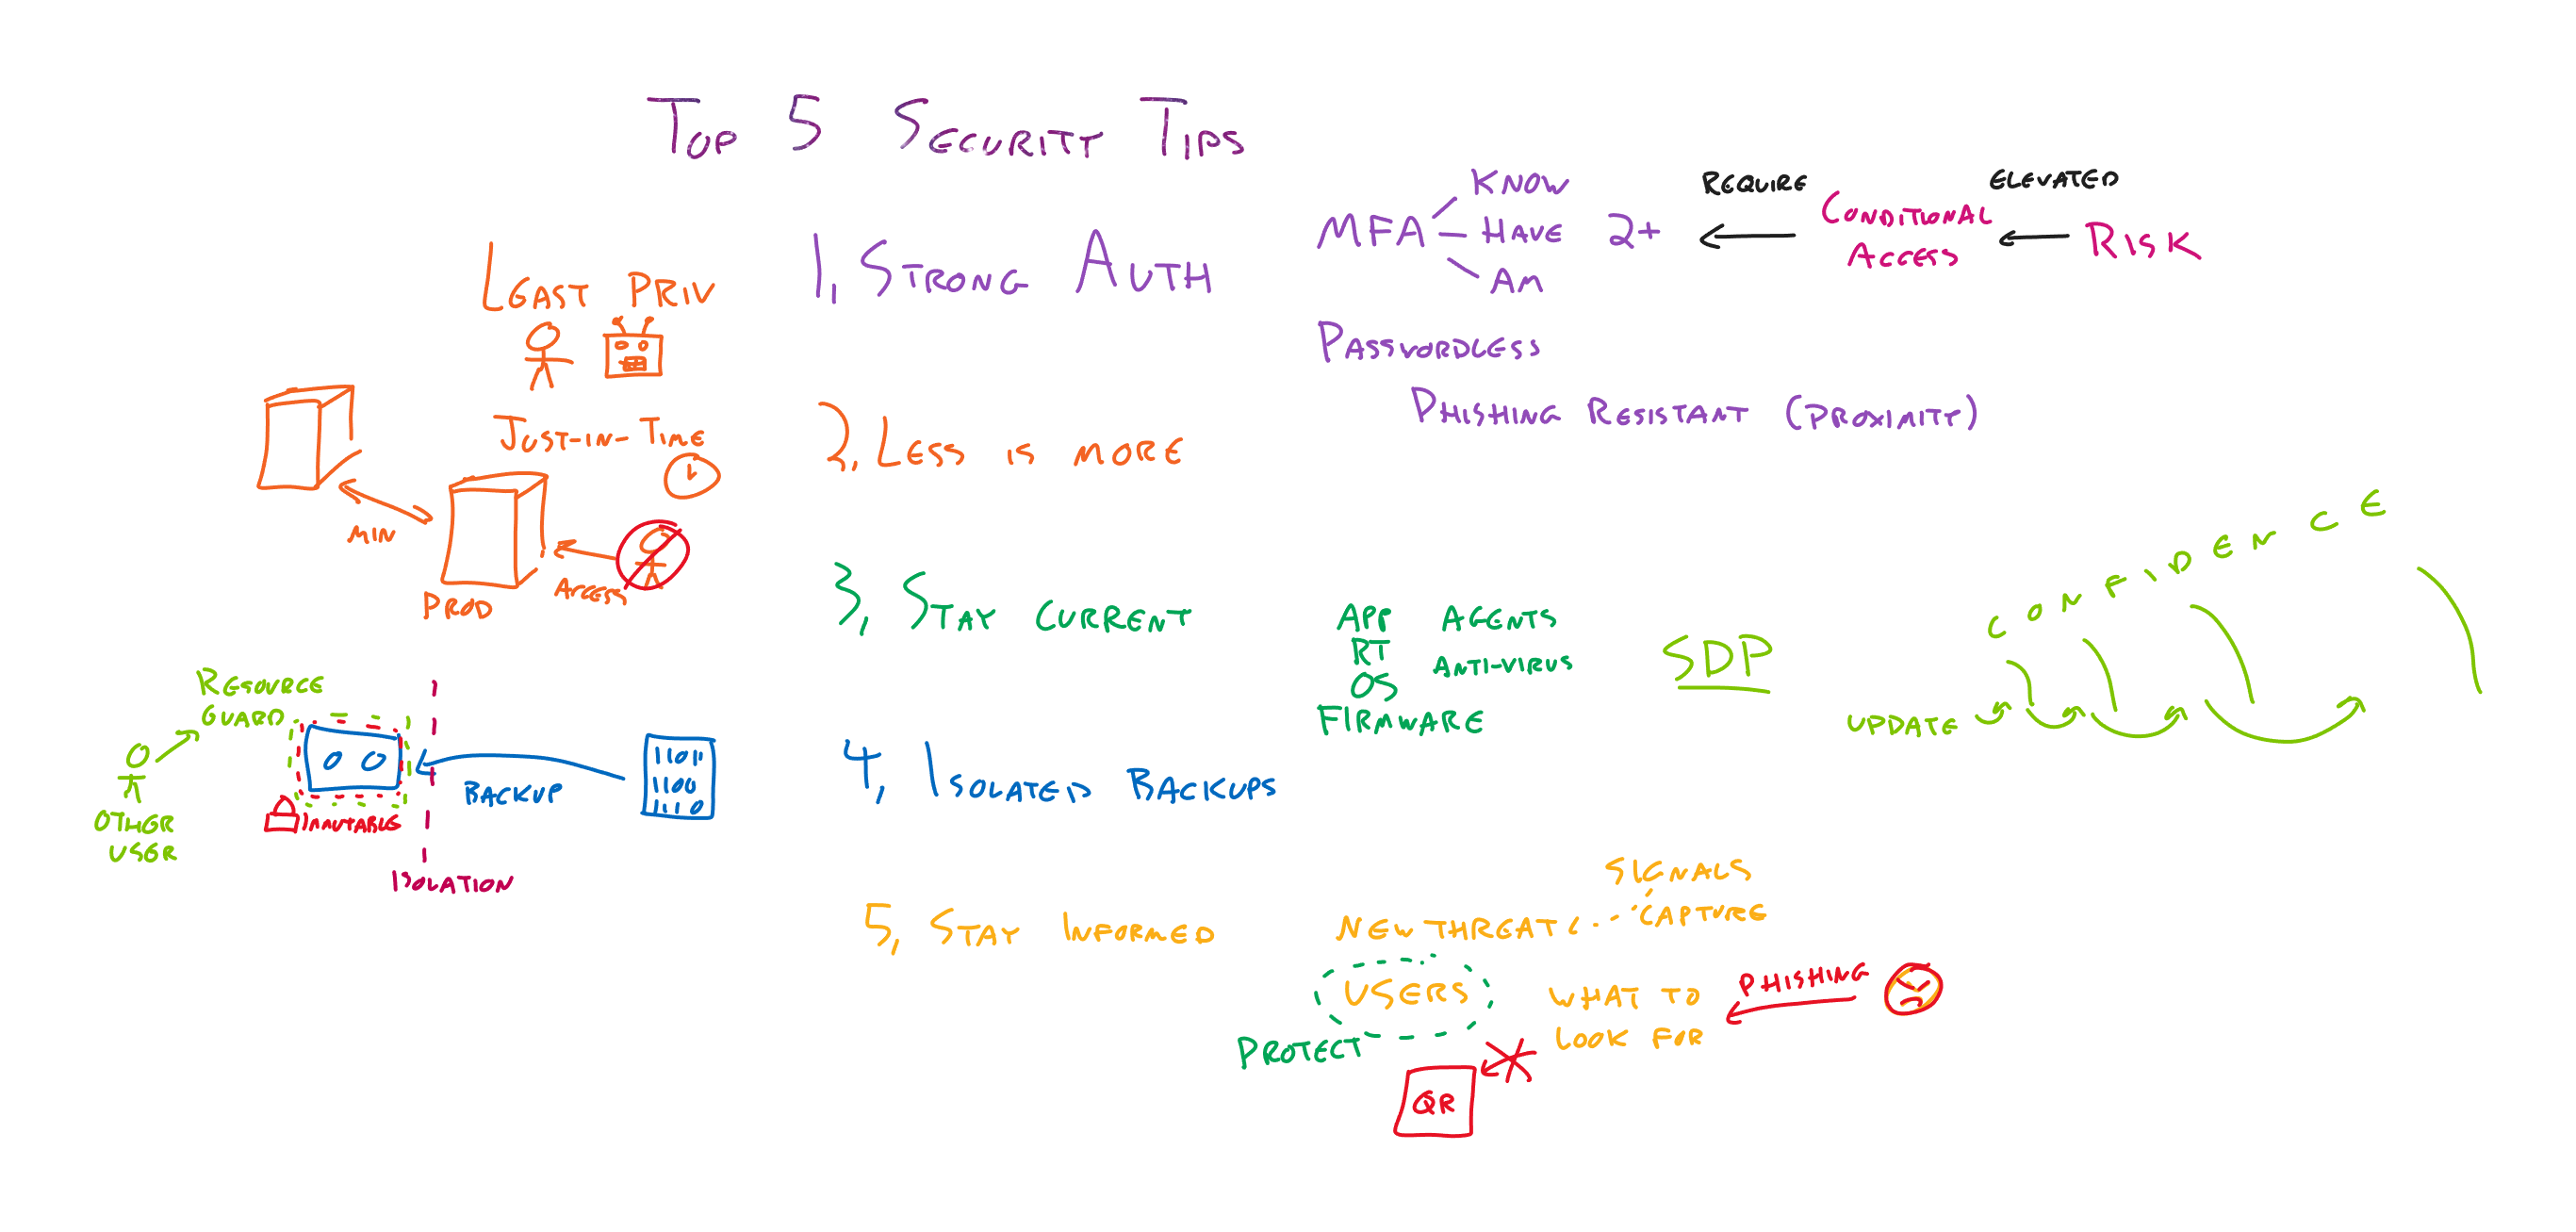 TOP 5 SECURITY TIPS
1, STRONG AUTH
MFA
KNOW
HAVE
AM
2+
REQUIRE
CONDITIONAL
ACCESS
ELEVATED
RISK
PASSWORDLESS
PHISHING RESISTANT (PROXIMITY)
LEAST PRIV
JUST-IN-TIME
MIN
PROD
ACCESS
2, LESS IS MORE
3, STAY CURRENT
APP
RT
OS
FIRMWARE
AGENTS
ANTI-VIRUS
SDP
CONFIDENCE
UPDATE
RESOURCE
GUARD
OTHER
USER
IMMUTABLE
ISOLATION
BACKUP
11011
1100
1110
4, ISOLATED BACKUPS
5, STAY INFORMED
NEW THREATS
SIGNALS
CAPTURE
USERS
PROTECT
WHAT TO
LOOK FOR
PHISHING
QR